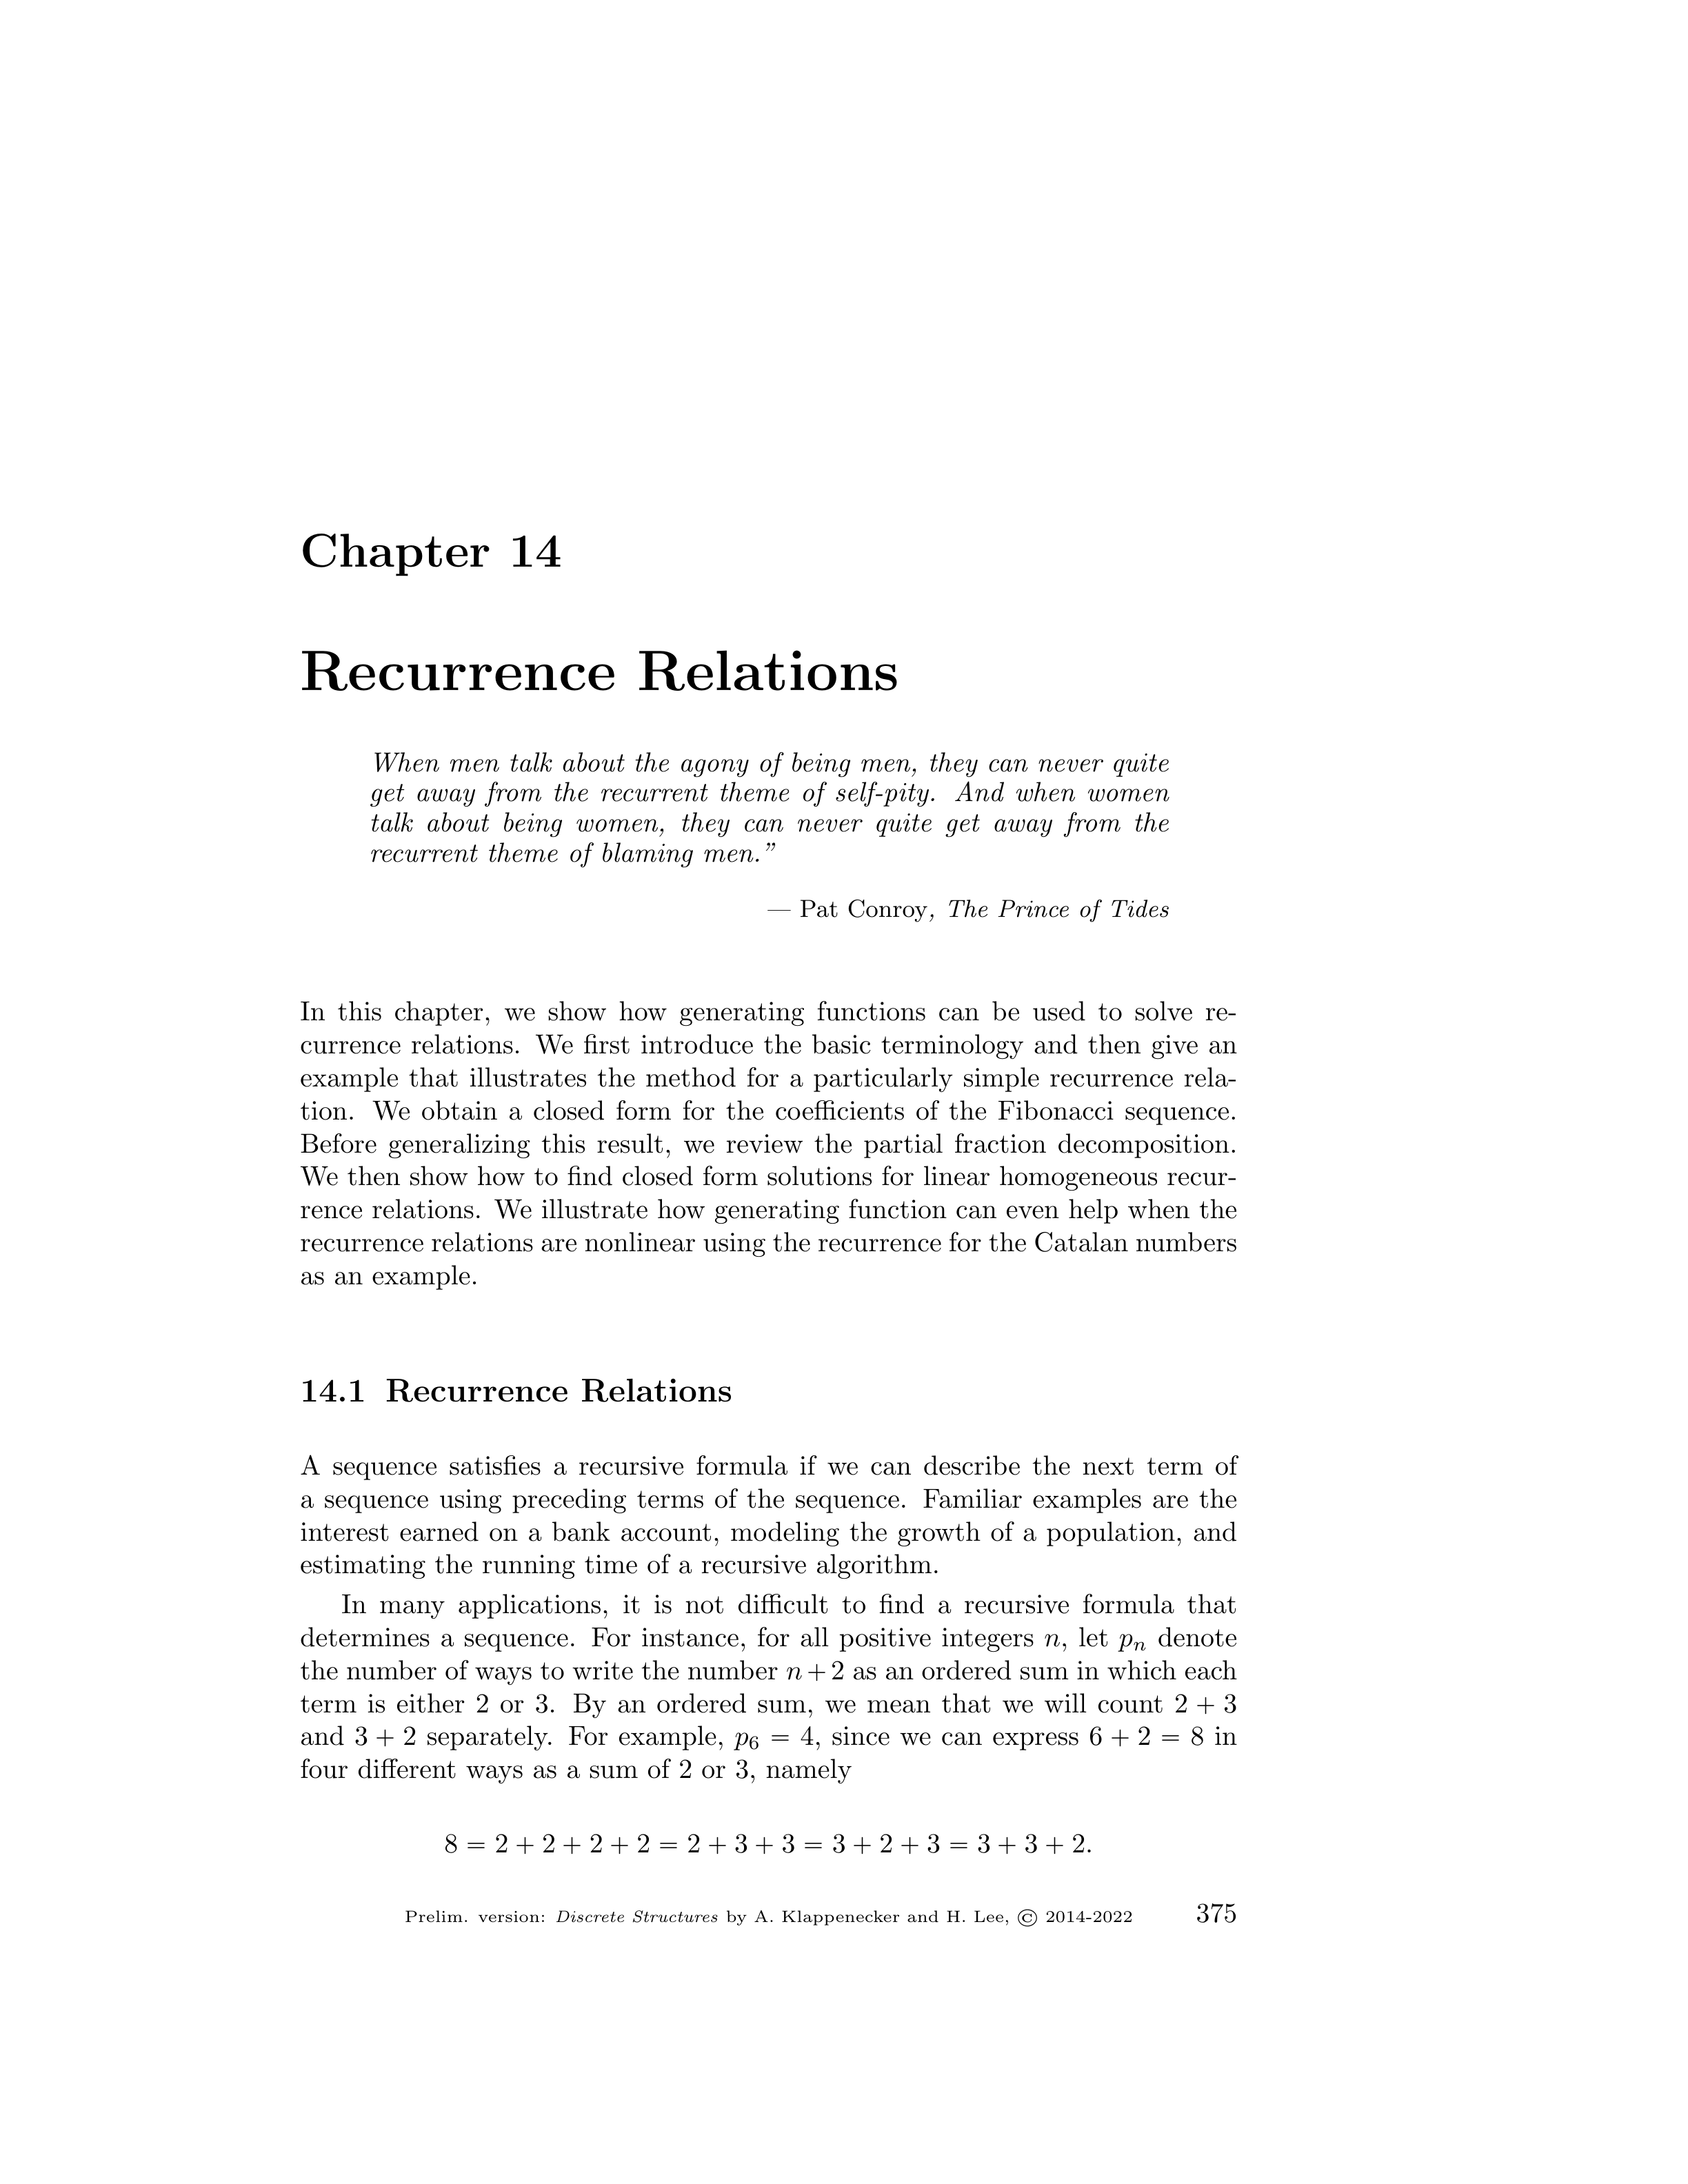 Chapter 14
Recurrence Relations
When men talk about the agony of being men, they can never quite
get away from the recurrent theme of self-pity. And when women
talk about being women, they can never quite get away from the
recurrent theme of blaming men.”
— Pat Conroy, The Prince of Tides
In this chapter, we show how generating functions can be used to solve re-
currence relations. We first introduce the basic terminology and then give an
example that illustrates the method for a particularly simple recurrence rela-
tion. We obtain a closed form for the coefficients of the Fibonacci sequence.
Before generalizing this result, we review the partial fraction decomposition.
We then show how to find closed form solutions for linear homogeneous recur-
rence relations. We illustrate how generating function can even help when the
recurrence relations are nonlinear using the recurrence for the Catalan numbers
as an example.
14.1 Recurrence Relations
A sequence satisfies a recursive formula if we can describe the next term of
a sequence using preceding terms of the sequence. Familiar examples are the
interest earned on a bank account, modeling the growth of a population, and
estimating the running time of a recursive algorithm.
In many applications, it is not difficult to find a recursive formula that
determines a sequence. For instance, for all positive integers n, let pₙ denote
the number of ways to write the number n + 2 as an ordered sum in which each
term is either 2 or 3. By an ordered sum, we mean that we will count 2 + 3
and 3 + 2 separately. For example, p₆ = 4, since we can express 6 + 2 = 8 in
four different ways as a sum of 2 or 3, namely
8 = 2 + 2 + 2 + 2 = 2 + 3 + 3 = 3 + 2 + 3 = 3 + 3 + 2.
Prelim. version: Discrete Structures by A. Klappenecker and H. Lee, © 2014-2022 375